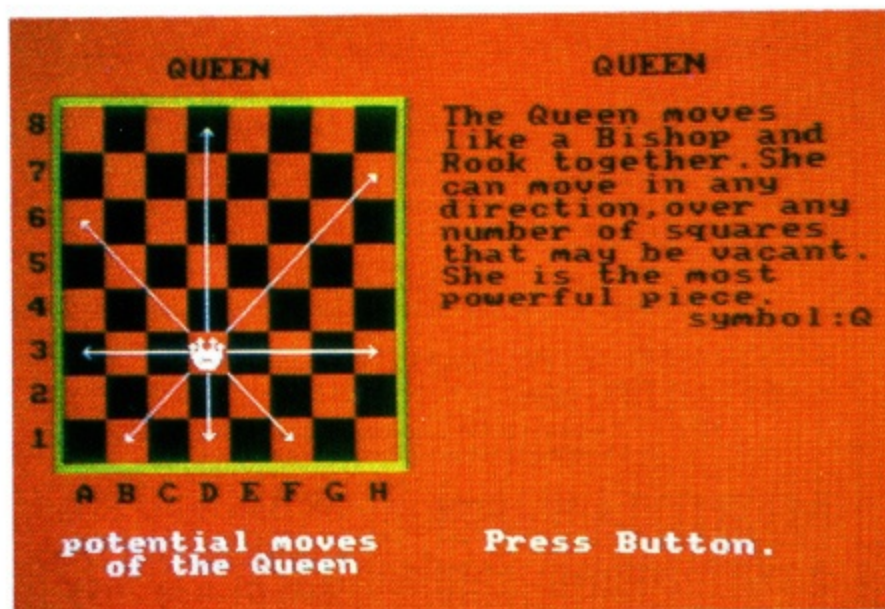 QUEEN
8
7
6
5
4
3
2
1
A B C D E F G H
potential moves
of the Queen
QUEEN
The Queen moves
like a Bishop and
Rook together.She
can move in any
direction,over any
number of squares
that may be vacant.
She is the most
powerful piece.
symbol:Q
Press Button.